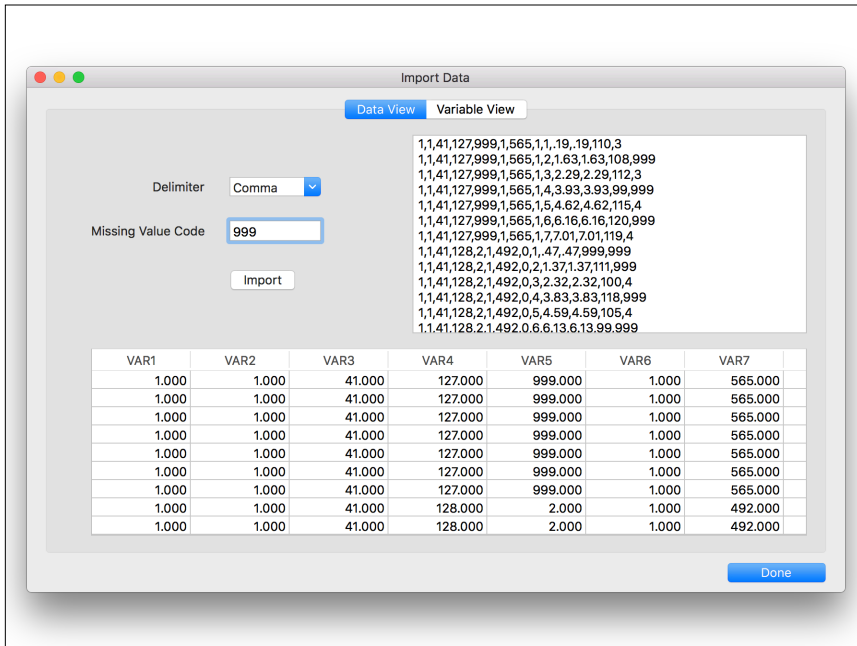 Import Data
Data View Variable View
Delimiter Comma
Missing Value Code 999
Import
1,1,41,127,999,1,565,1,1,.19,.19,110,3
1,1,41,127,999,1,565,1,2,1.63,1.63,108,999
1,1,41,127,999,1,565,1,3,2.29,2.29,112,3
1,1,41,127,999,1,565,1,4,3.93,3.93,99,999
1,1,41,127,999,1,565,1,5,4.62,4.62,115,4
1,1,41,127,999,1,565,1,6,6.16,6.16,120,999
1,1,41,127,999,1,565,1,7,7.01,7.01,119,4
1,1,41,128,2,1,492,0,1,.47,.47,999,999
1,1,41,128,2,1,492,0,2,1.37,1.37,111,999
1,1,41,128,2,1,492,0,3,2.32,2.32,100,4
1,1,41,128,2,1,492,0,4,3.83,3.83,118,999
1,1,41,128,2,1,492,0,5,4.59,4.59,105,4
1,1,41,128,2,1,492,0,6,6.13,6.13,99,999
VAR1 VAR2 VAR3 VAR4 VAR5 VAR6 VAR7
1.000 1.000 41.000 127.000 999.000 1.000 565.000
1.000 1.000 41.000 127.000 999.000 1.000 565.000
1.000 1.000 41.000 127.000 999.000 1.000 565.000
1.000 1.000 41.000 127.000 999.000 1.000 565.000
1.000 1.000 41.000 127.000 999.000 1.000 565.000
1.000 1.000 41.000 127.000 999.000 1.000 565.000
1.000 1.000 41.000 127.000 999.000 1.000 565.000
1.000 1.000 41.000 128.000 2.000 1.000 492.000
1.000 1.000 41.000 128.000 2.000 1.000 492.000
Done